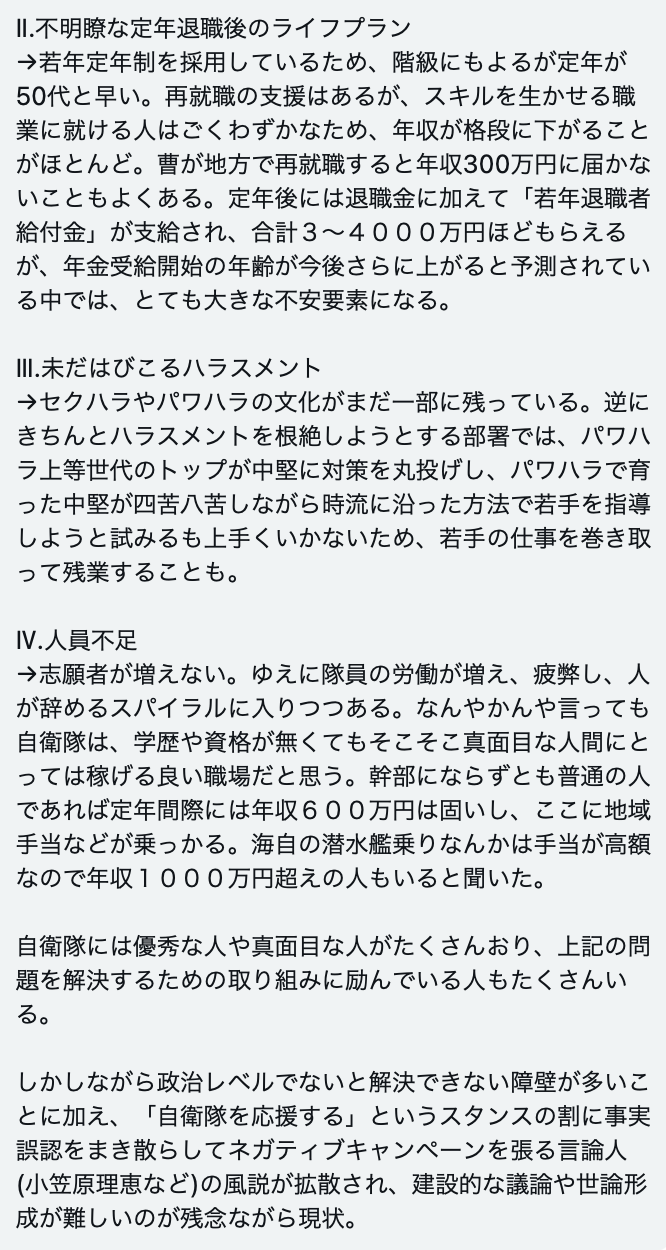 Ⅱ.不明瞭な定年退職後のライフプラン
→若年定年制を採用しているため、階級にもよるが定年が
50代と早い。再就職の支援はあるが、スキルを生かせる職
業に就ける人はごくわずかなため、年収が格段に下がること
がほとんど。曹が地方で再就職すると年収300万円に届かな
いこともよくある。定年後には退職金に加えて「若年退職者
給付金」が支給され、合計３〜４０００万円ほどもらえる
が、年金受給開始の年齢が今後さらに上がると予測されてい
る中では、とても大きな不安要素になる。
Ⅲ.未だはびこるハラスメント
→セクハラやパワハラの文化がまだ一部に残っている。逆に
きちんとハラスメントを根絶しようとする部署では、パワハ
ラ上等世代のトップが中堅に対策を丸投げし、パワハラで育
った中堅が四苦八苦しながら時流に沿った方法で若手を指導
しようと試みるも上手くいかないため、若手の仕事を巻き取
って残業することも。
Ⅳ.人員不足
→志願者が増えない。ゆえに隊員の労働が増え、疲弊し、人
が辞めるスパイラルに入りつつある。なんやかんや言っても
自衛隊は、学歴や資格が無くてもそこそこ真面目な人間にと
っては稼げる良い職場だと思う。幹部にならずとも普通の人
であれば定年間際には年収６００万円は固いし、ここに地域
手当などが乗っかる。海自の潜水艦乗りなんかは手当が高額
なので年収１０００万円超えの人もいると聞いた。
自衛隊には優秀な人や真面目な人がたくさんおり、上記の問
題を解決するための取り組みに励んでいる人もたくさんい
る。
しかしながら政治レベルでないと解決できない障壁が多いこ
とに加え、「自衛隊を応援する」というスタンスの割に事実
誤認をまき散らしてネガティブキャンペーンを張る言論人
(小笠原理恵など)の風説が拡散され、建設的な議論や世論形
成が難しいのが残念ながら現状。